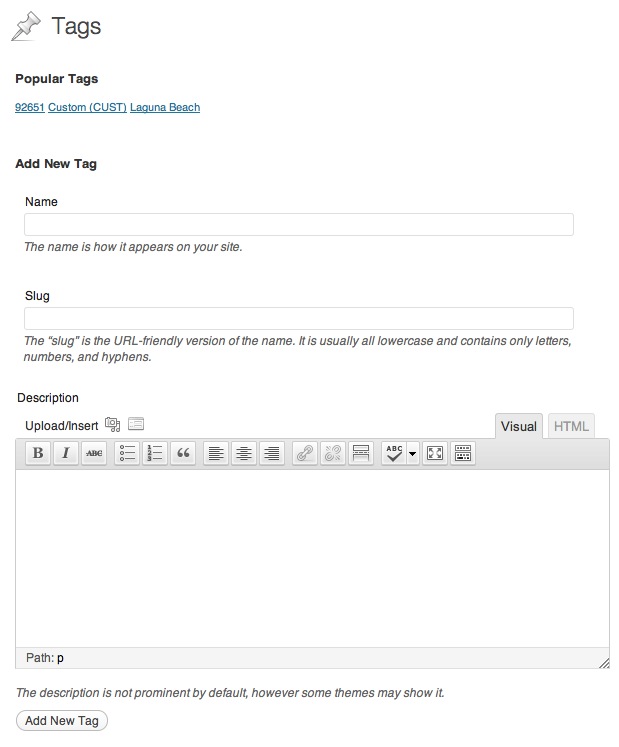 Tags
Popular Tags
92651 Custom (CUST) Laguna Beach
Add New Tag
Name
The name is how it appears on your site.
Slug
The “slug” is the URL-friendly version of the name. It is usually all lowercase and contains only letters,
numbers, and hyphens.
Description
Upload/Insert Visual HTML
B I ABC 1 2 3 “ ABC
Path: p
The description is not prominent by default, however some themes may show it.
Add New Tag